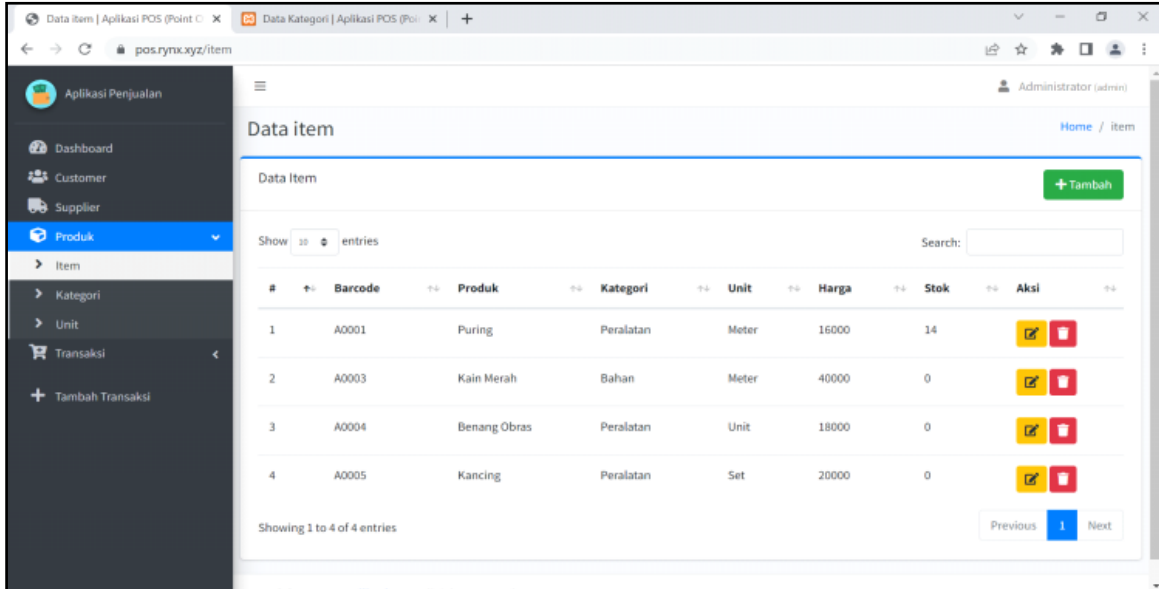 Data item | Aplikasi POS (Point O
Data Kategori | Aplikasi POS (Poi
pos.rynx.xyz/item
Aplikasi Penjualan
Administrator (admin)
Data item
Home / item
Dashboard
Customer
Supplier
Produk
Item
Kategori
Unit
Transaksi
Tambah Transaksi
Data Item
Tambah
Show 10 entries
Search:
# Barcode Produk Kategori Unit Harga Stok Aksi
1 A0001 Puring Peralatan Meter 16000 14
2 A0003 Kain Merah Bahan Meter 40000 0
3 A0004 Benang Obras Peralatan Unit 18000 0
4 A0005 Kancing Peralatan Set 20000 0
Showing 1 to 4 of 4 entries
Previous 1 Next